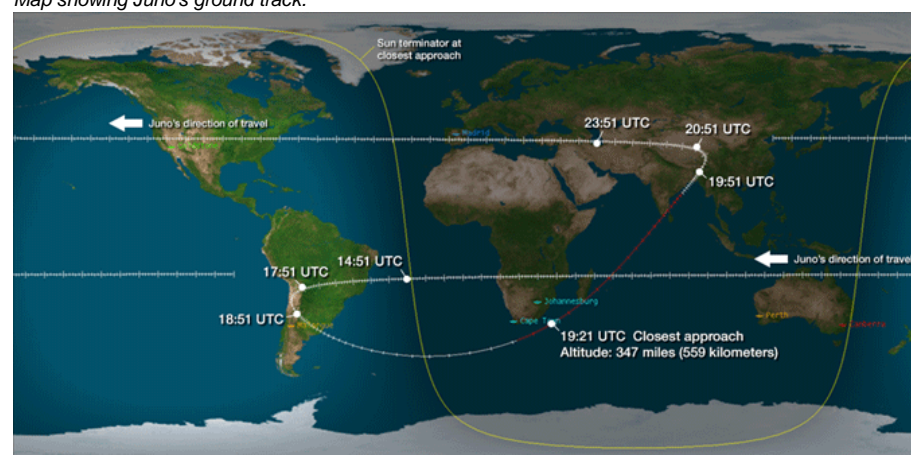 Map showing Juno's ground track.
Sun terminator at
closest approach
Juno's direction of travel
Madrid
23:51 UTC
20:51 UTC
19:51 UTC
14:51 UTC
17:51 UTC
Juno's direction of travel
18:51 UTC
Johannesburg
Cape Town
Perth
Canberra
19:21 UTC Closest approach
Altitude: 347 miles (559 kilometers)